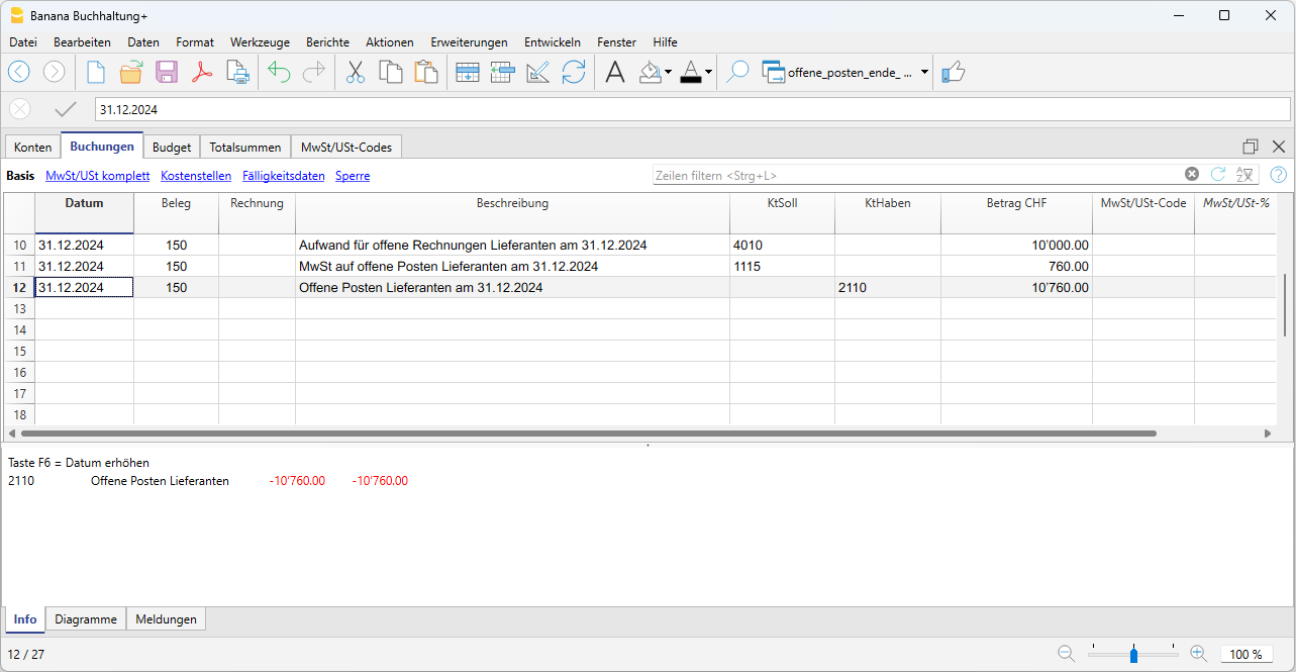 Banana Buchhaltung+
Datei Bearbeiten Daten Format Werkzeuge Berichte Aktionen Erweiterungen Entwickeln Fenster Hilfe
offene_posten_ende_ ...
31.12.2024
Konten Buchungen Budget Totalsummen MwSt/USt-Codes
Basis MwSt/USt komplett Kostenstellen Fälligkeitsdaten Sperre Zeilen filtern <Strg+L>
Datum Beleg Rechnung Beschreibung KtSoll KtHaben Betrag CHF MwSt/USt-Code MwSt/USt-%
10 31.12.2024 150 Aufwand für offene Rechnungen Lieferanten am 31.12.2024 4010 10'000.00
11 31.12.2024 150 MwSt auf offene Posten Lieferanten am 31.12.2024 1115 760.00
12 31.12.2024 150 Offene Posten Lieferanten am 31.12.2024 2110 10'760.00
13
14
15
16
17
18
Taste F6 = Datum erhöhen
2110 Offene Posten Lieferanten -10'760.00 -10'760.00
Info Diagramme Meldungen
12 / 27 100 %